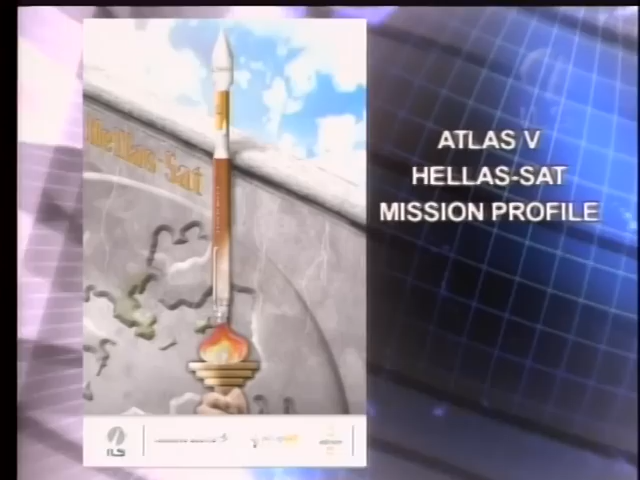 Hellas-Sat
ATLAS V
HELLAS-SAT
MISSION PROFILE
ILS